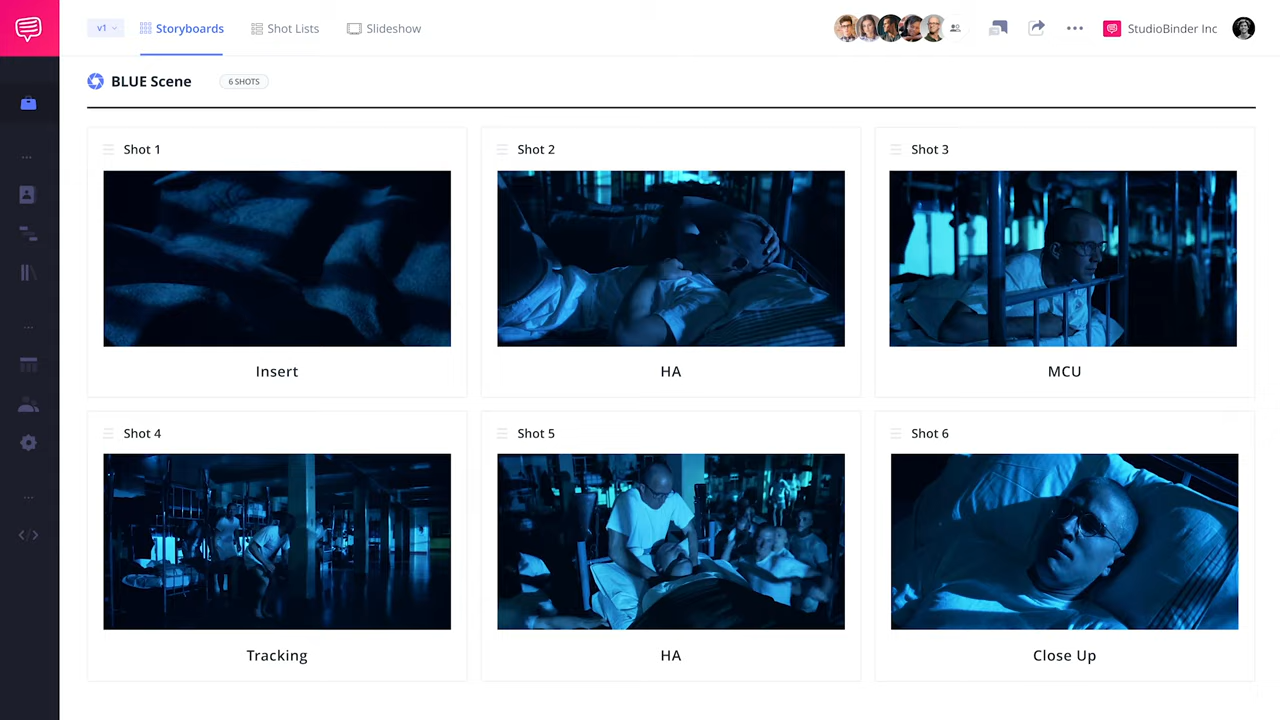 v1
Storyboards
Shot Lists
Slideshow
StudioBinder Inc
BLUE Scene
6 SHOTS
Shot 1
Shot 2
Shot 3
Insert
HA
MCU
Shot 4
Shot 5
Shot 6
Tracking
HA
Close Up